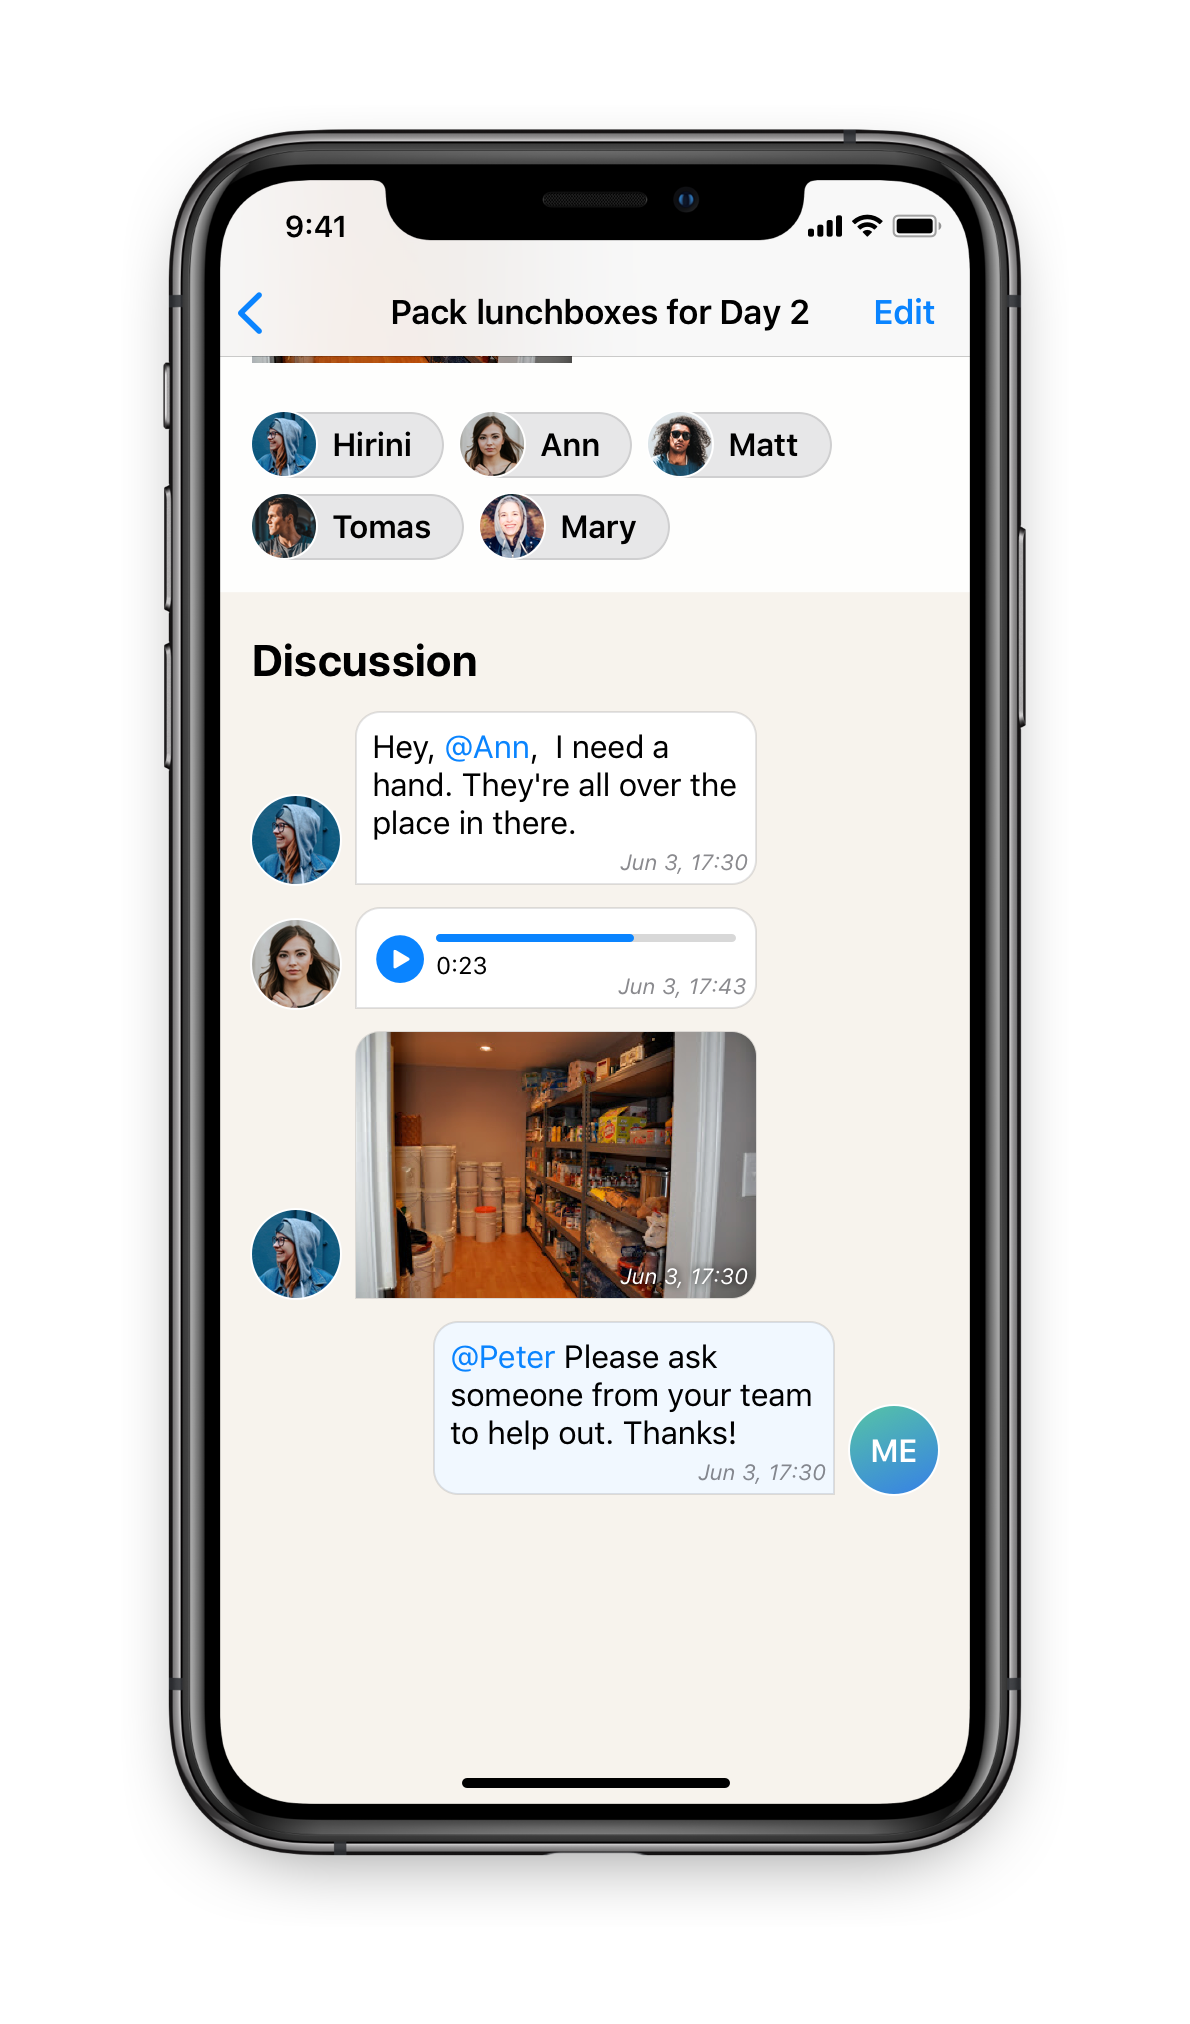 9:41
Pack lunchboxes for Day 2
Edit
Hirini
Ann
Matt
Tomas
Mary
Discussion
Hey, @Ann,  I need a
hand. They're all over the
place in there.
Jun 3, 17:30
0:23
Jun 3, 17:43
Jun 3, 17:30
@Peter Please ask
someone from your team
to help out. Thanks!
Jun 3, 17:30
ME